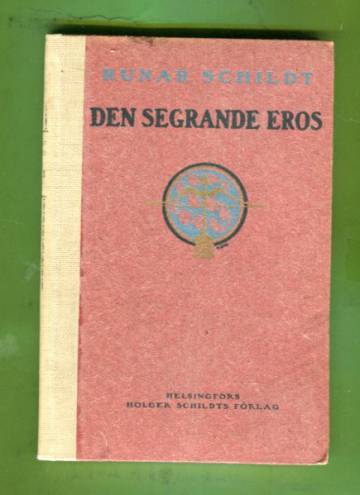 RUNAR SCHILDT
DEN SEGRANDE EROS
HELSINGFORS
HOLGER SCHILDTS FÖRLAG